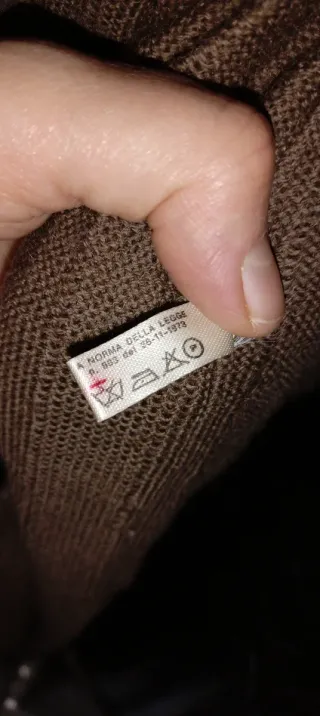 A NORMA DELLA LEGGE
n. 883 del 26-11-1973
P